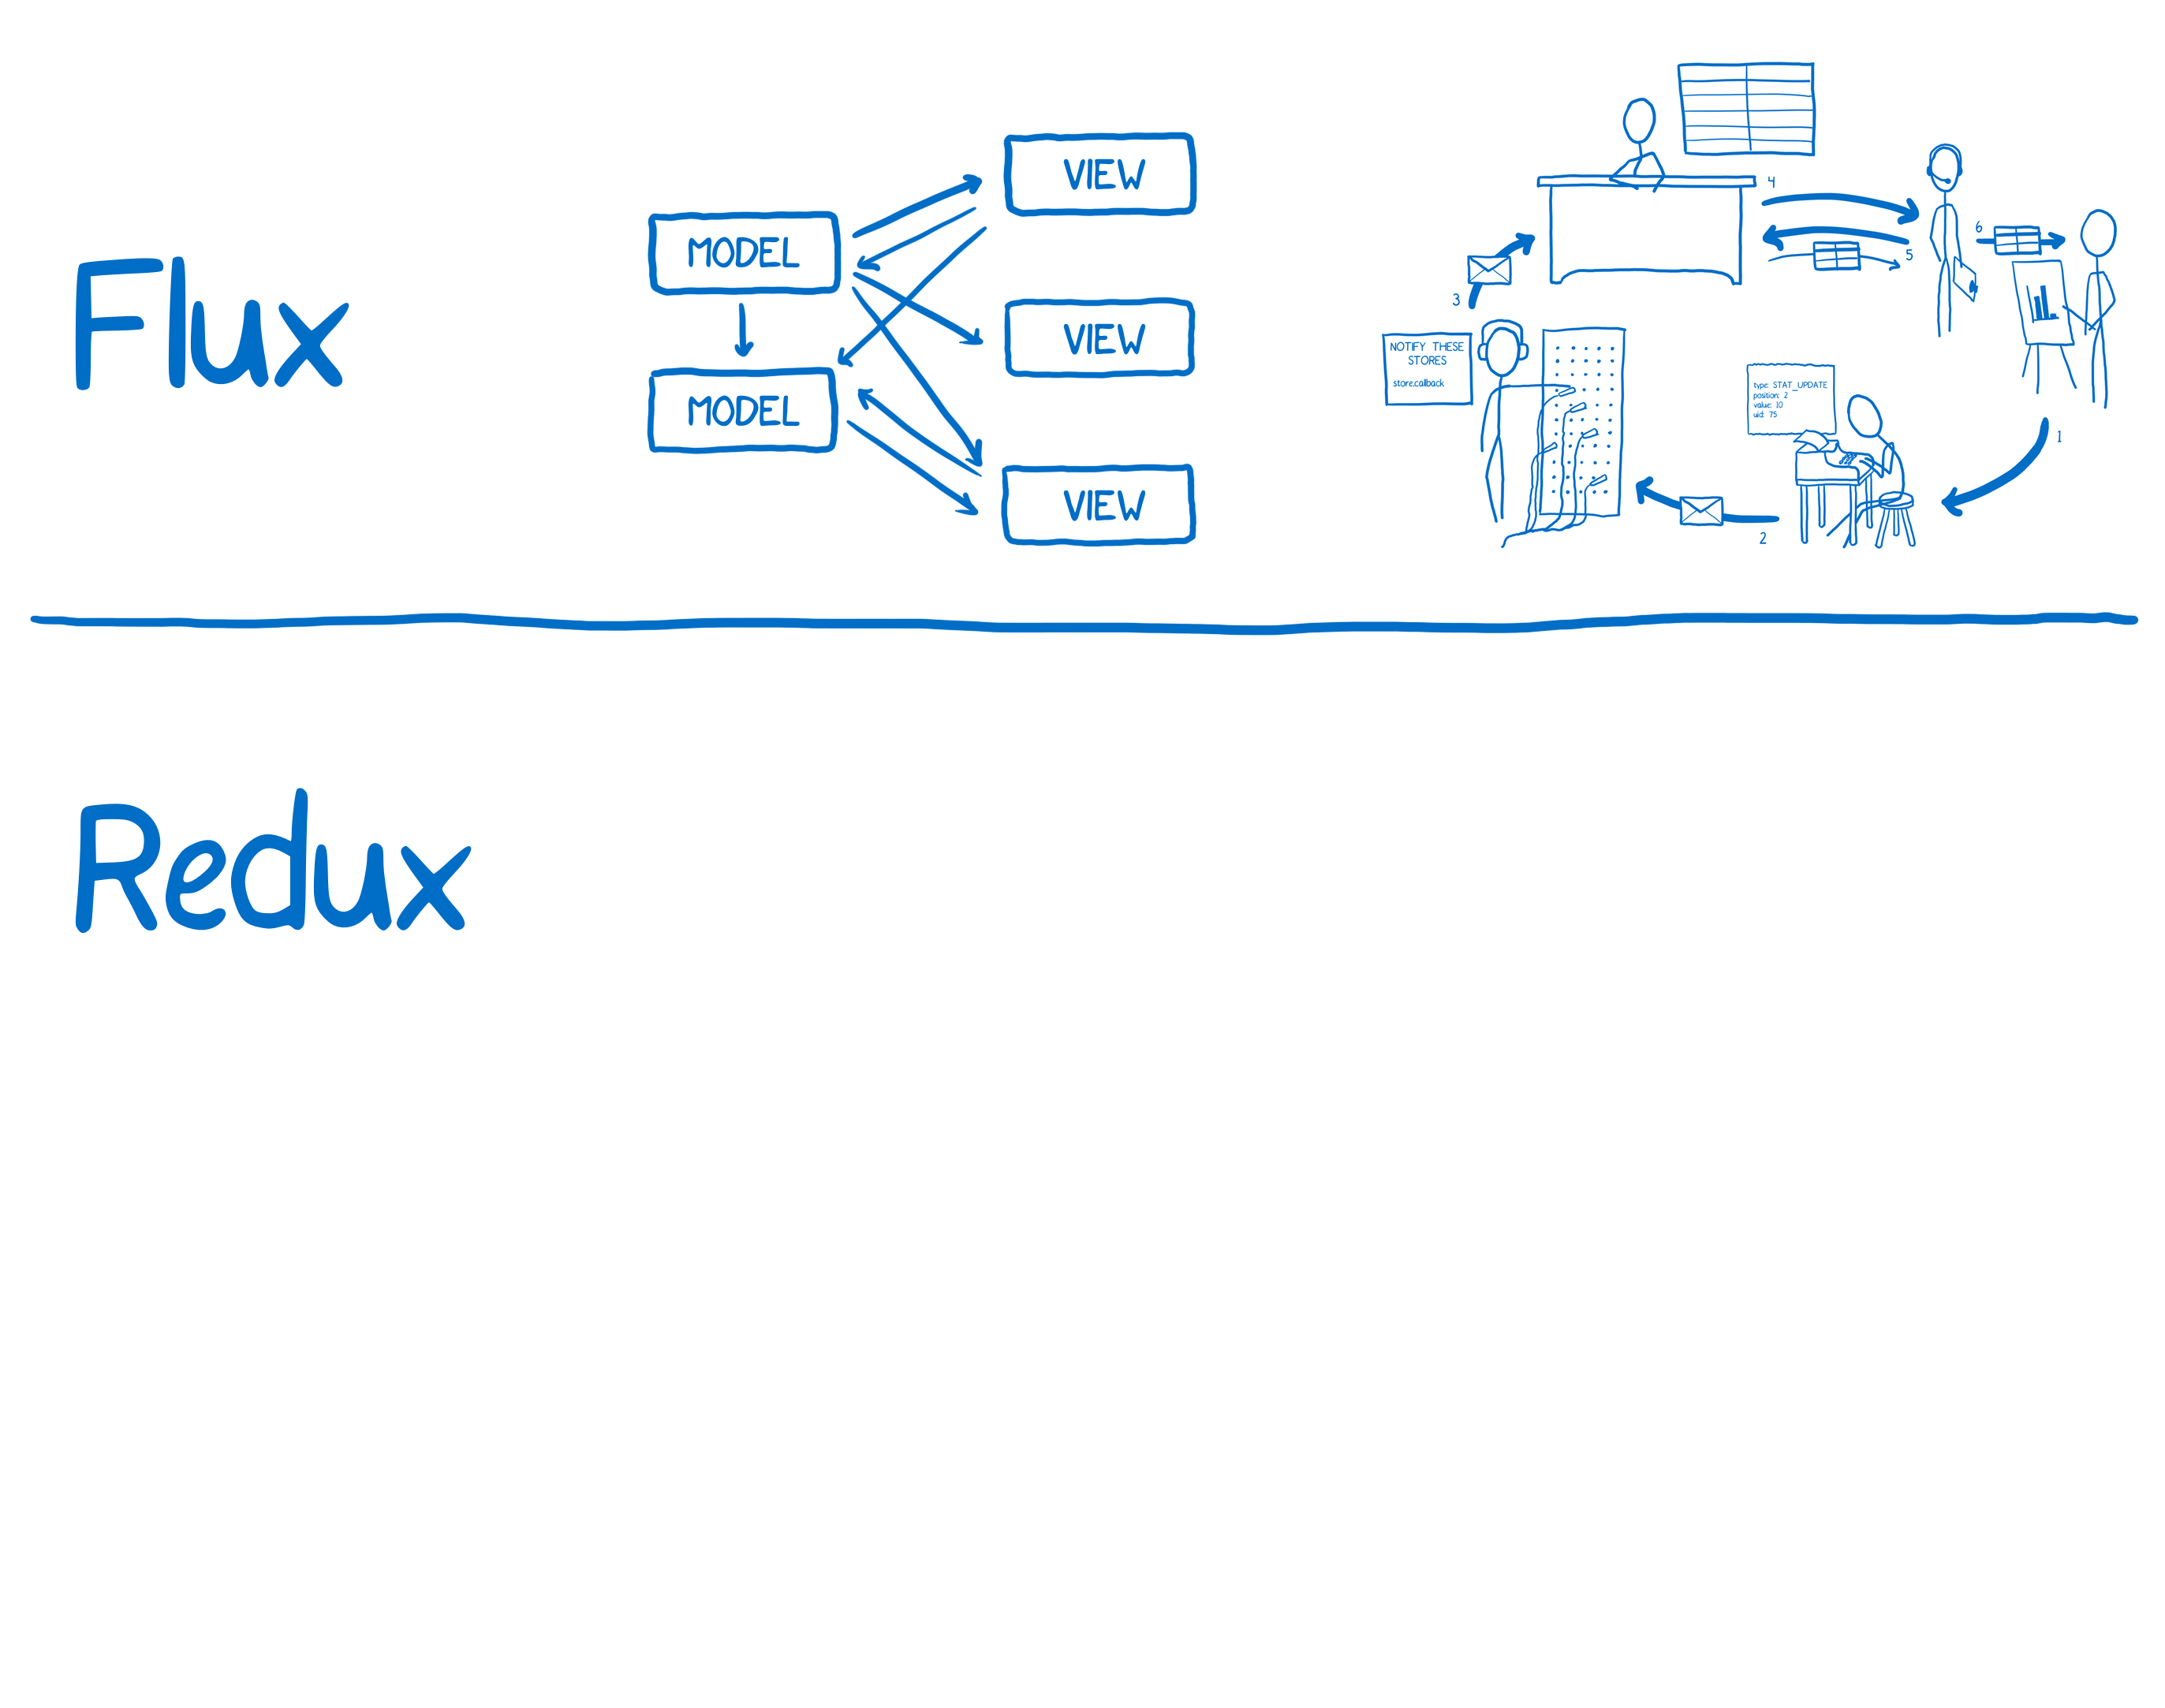 Flux
MODEL
MODEL
VIEW
VIEW
VIEW
NOTIFY THESE
STORES
store.callback
type: STAT_UPDATE
position: 2
value: 10
uid: 75
1
2
3
4
5
6
Redux